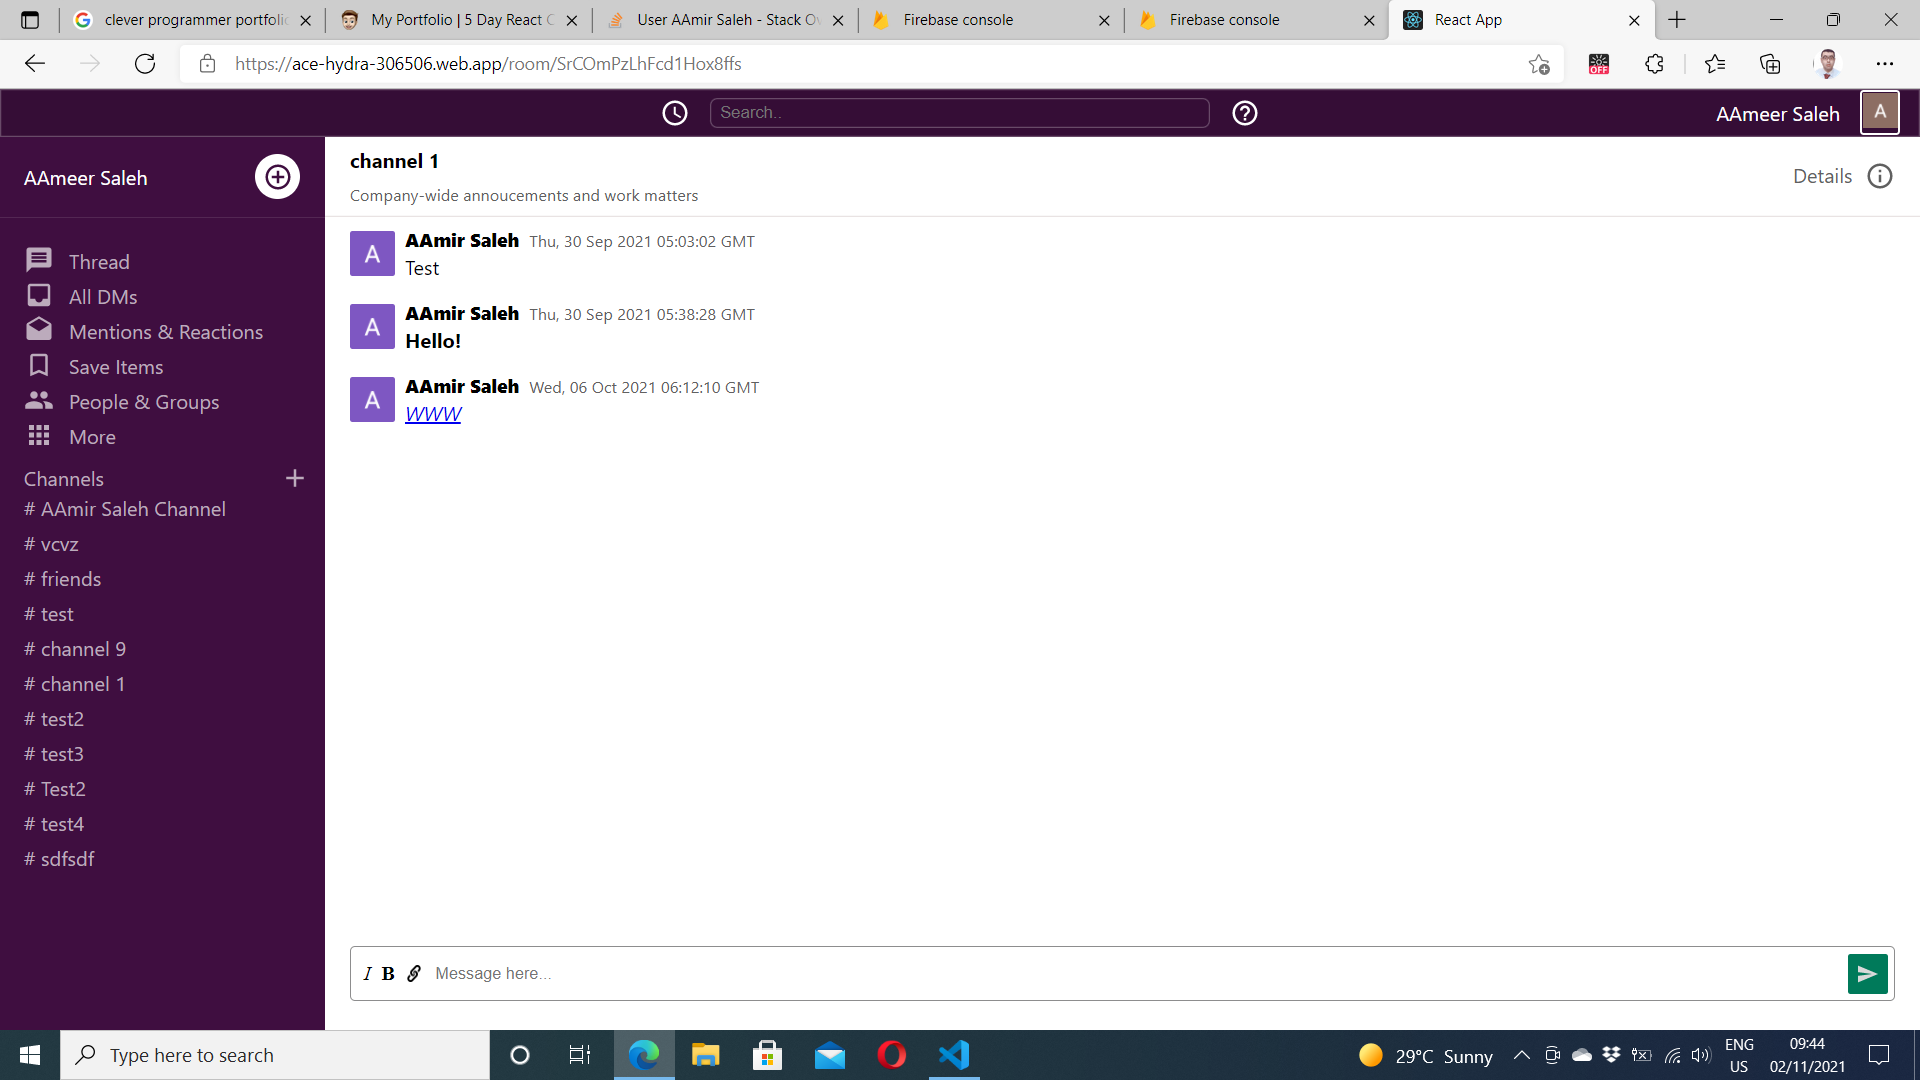 clever programmer portfolio
My Portfolio | 5 Day React C
User AAmir Saleh - Stack Ov
Firebase console
Firebase console
React App
https://ace-hydra-306506.web.app/room/SrCOmPzLhFcd1Hox8ffs
OFF
Search..
AAmeer Saleh
A
AAmeer Saleh
Thread
All DMs
Mentions & Reactions
Save Items
People & Groups
More
Channels
# AAmir Saleh Channel
# vcvz
# friends
# test
# channel 9
# channel 1
# test2
# test3
# Test2
# test4
# sdfsdf
channel 1
Company-wide annoucements and work matters
Details
A
AAmir Saleh Thu, 30 Sep 2021 05:03:02 GMT
Test
A
AAmir Saleh Thu, 30 Sep 2021 05:38:28 GMT
Hello!
A
AAmir Saleh Wed, 06 Oct 2021 06:12:10 GMT
WWW
I B Message here...
Type here to search
29°C Sunny
ENG
US
09:44
02/11/2021